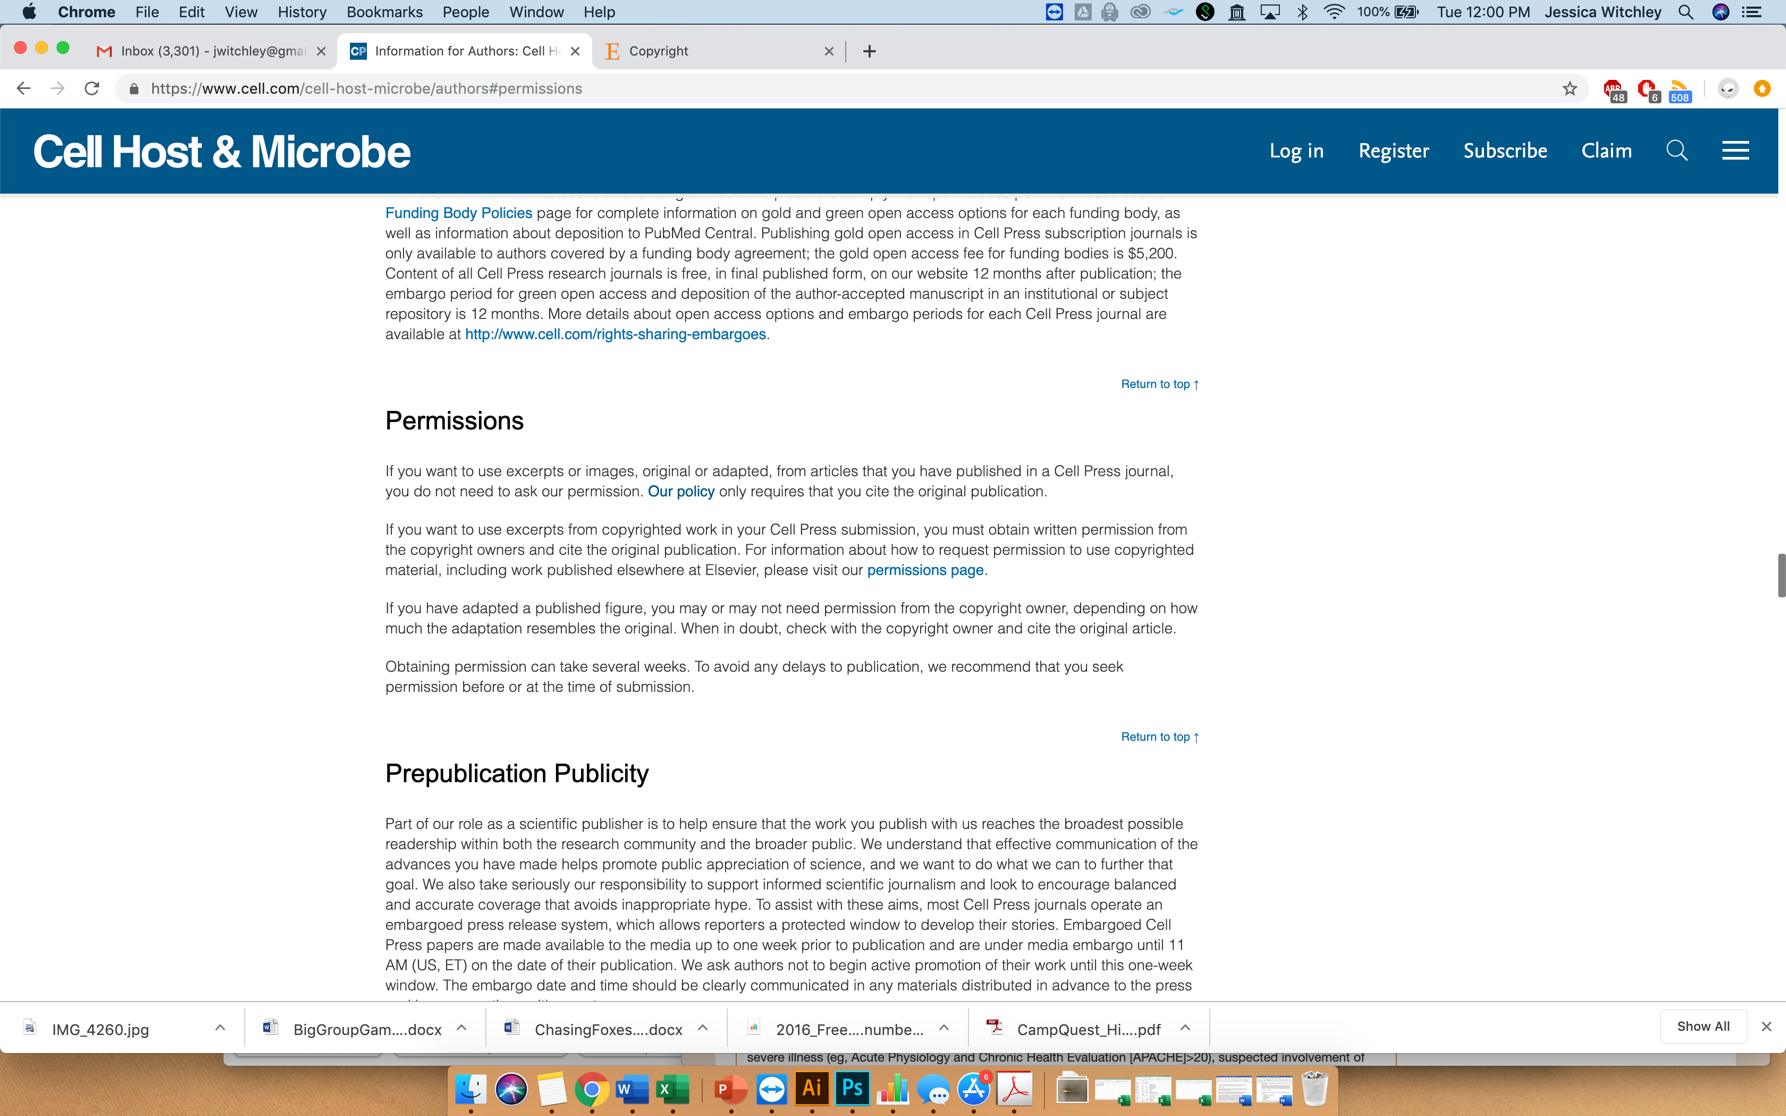 Chrome File Edit View History Bookmarks People Window Help 100% Tue 12:00 PM Jessica Witchley
Inbox (3,301) - jwitchley@gmai
Information for Authors: Cell Ho
Copyright
https://www.cell.com/cell-host-microbe/authors#permissions
48 6 508
Cell Host & Microbe
Log in Register Subscribe Claim
Funding Body Policies page for complete information on gold and green open access options for each funding body, as
well as information about deposition to PubMed Central. Publishing gold open access in Cell Press subscription journals is
only available to authors covered by a funding body agreement; the gold open access fee for funding bodies is $5,200.
Content of all Cell Press research journals is free, in final published form, on our website 12 months after publication; the
embargo period for green open access and deposition of the author-accepted manuscript in an institutional or subject
repository is 12 months. More details about open access options and embargo periods for each Cell Press journal are
available at http://www.cell.com/rights-sharing-embargoes.
Return to top ↑
Permissions
If you want to use excerpts or images, original or adapted, from articles that you have published in a Cell Press journal,
you do not need to ask our permission. Our policy only requires that you cite the original publication.
If you want to use excerpts from copyrighted work in your Cell Press submission, you must obtain written permission from
the copyright owners and cite the original publication. For information about how to request permission to use copyrighted
material, including work published elsewhere at Elsevier, please visit our permissions page.
If you have adapted a published figure, you may or may not need permission from the copyright owner, depending on how
much the adaptation resembles the original. When in doubt, check with the copyright owner and cite the original article.
Obtaining permission can take several weeks. To avoid any delays to publication, we recommend that you seek
permission before or at the time of submission.
Return to top ↑
Prepublication Publicity
Part of our role as a scientific publisher is to help ensure that the work you publish with us reaches the broadest possible
readership within both the research community and the broader public. We understand that effective communication of the
advances you have made helps promote public appreciation of science, and we want to do what we can to further that
goal. We also take seriously our responsibility to support informed scientific journalism and look to encourage balanced
and accurate coverage that avoids inappropriate hype. To assist with these aims, most Cell Press journals operate an
embargoed press release system, which allows reporters a protected window to develop their stories. Embargoed Cell
Press papers are made available to the media up to one week prior to publication and are under media embargo until 11
AM (US, ET) on the date of their publication. We ask authors not to begin active promotion of their work until this one-week
window. The embargo date and time should be clearly communicated in any materials distributed in advance to the press
IMG_4260.jpg
BigGroupGam....docx
ChasingFoxes....docx
2016_Free....numbe...
CampQuest_Hi....pdf
Show All
severe illness (eg, Acute Physiology and Chronic Health Evaluation [APACHE]>20), suspected involvement of
Ai Ps 6